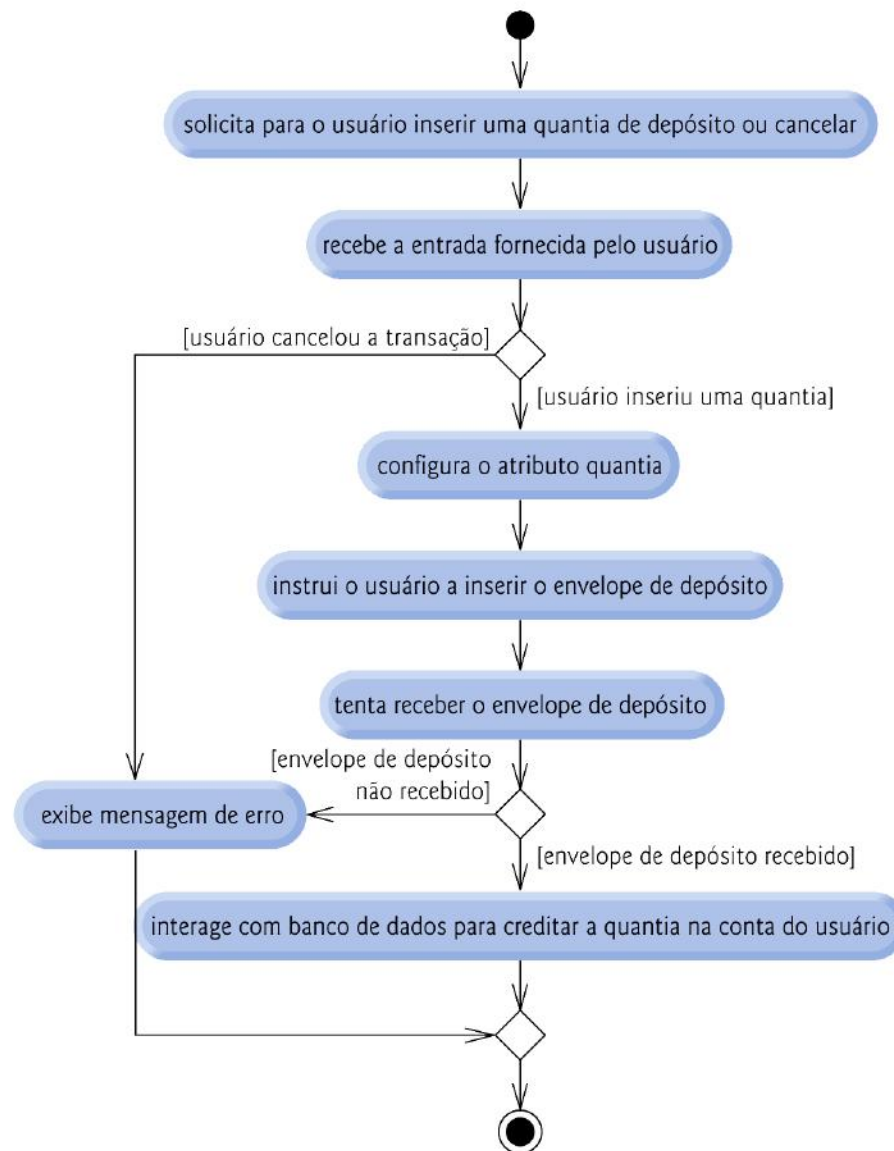 solicita para o usuário inserir uma quantia de depósito ou cancelar
recebe a entrada fornecida pelo usuário
[usuário cancelou a transação]
[usuário inseriu uma quantia]
configura o atributo quantia
instrui o usuário a inserir o envelope de depósito
tenta receber o envelope de depósito
[envelope de depósito
não recebido]
exibe mensagem de erro
[envelope de depósito recebido]
interage com banco de dados para creditar a quantia na conta do usuário